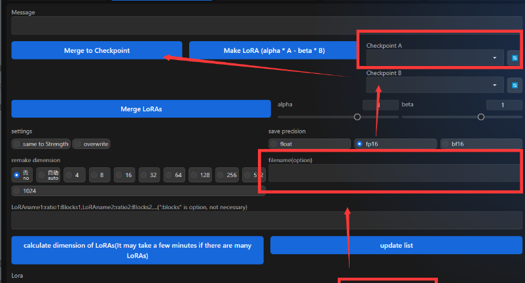 Message
Merge to Checkpoint
Make LoRA (alpha * A - beta * B)
Checkpoint A
Checkpoint B
Merge LoRAs
alpha
beta
1
settings
same to Strength
overwrite
save precision
float
fp16
bf16
remake dimension
否 no
自动 auto
4
8
16
32
64
128
256
512
1024
filename(option)
LoRAname1:ratio1:Blocks1,LoRAname2:ratio2:Blocks2,...(":blocks" is option, not necessary)
calculate dimension of LoRAs(It may take a few minutes if there are many
LoRAs)
update list
Lora